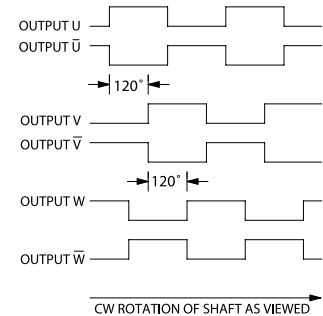 OUTPUT U
OUTPUT U̅
120°
OUTPUT V
OUTPUT V̅
120°
OUTPUT W
OUTPUT W̅
CW ROTATION OF SHAFT AS VIEWED